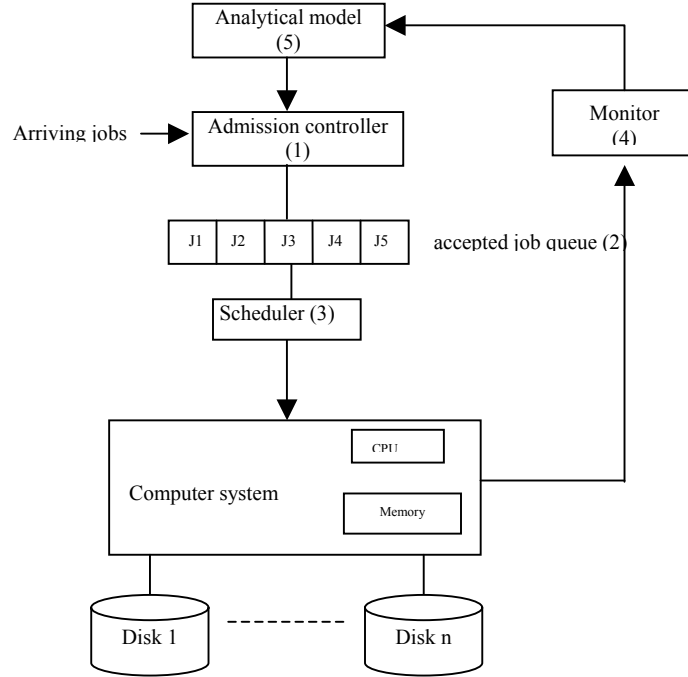 Analytical model
(5)
Monitor
(4)
Arriving jobs
Admission controller
(1)
J1 J2 J3 J4 J5
accepted job queue (2)
Scheduler (3)
CPU
Computer system
Memory
Disk 1
Disk n